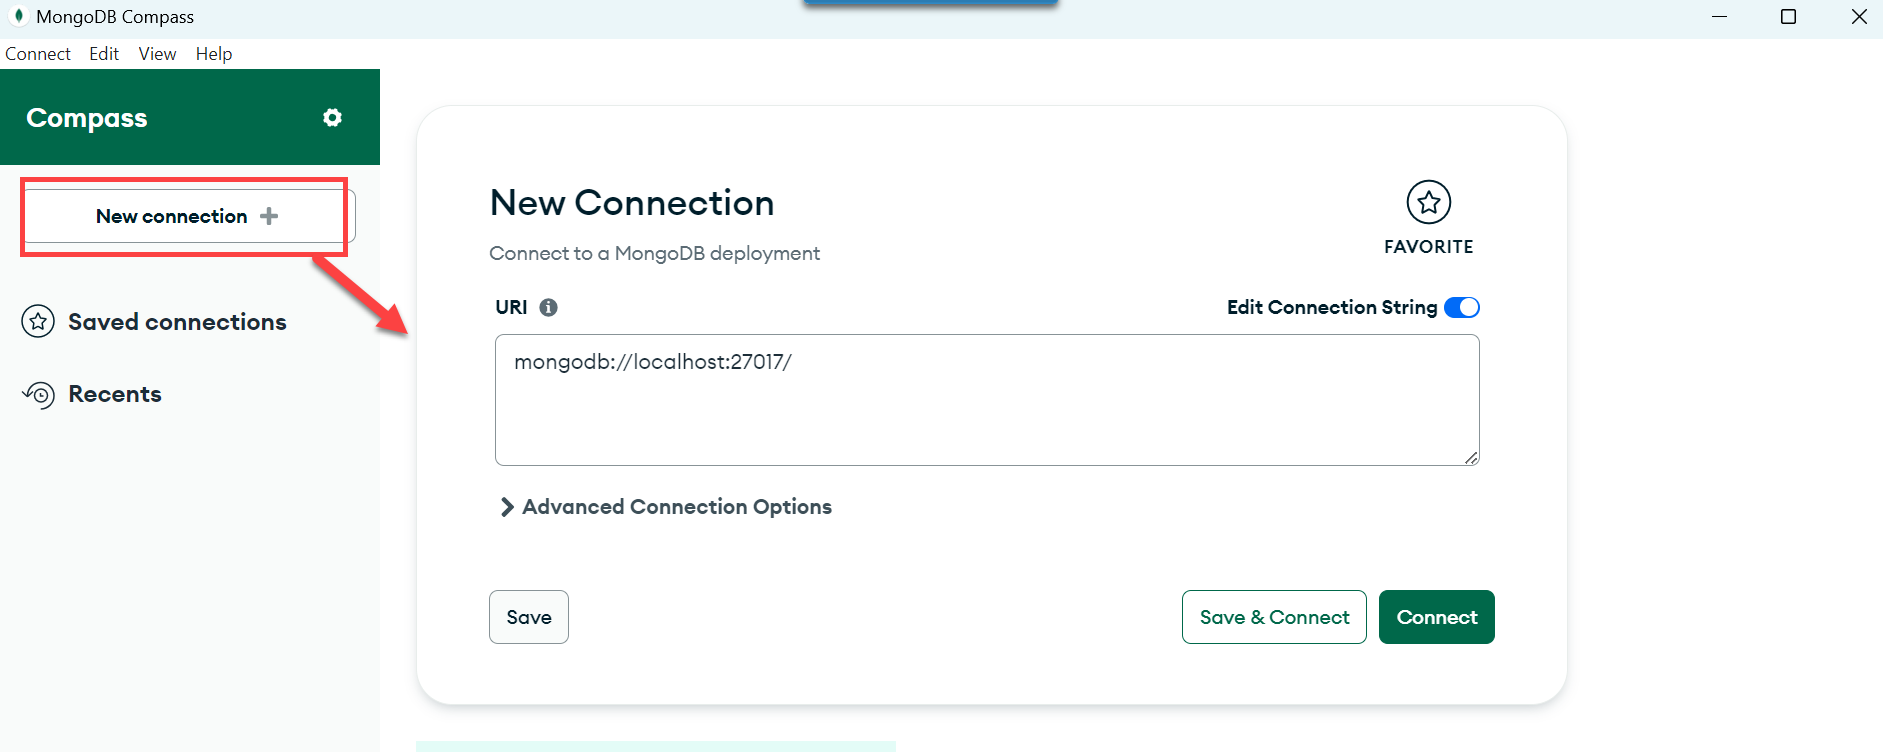 MongoDB Compass
Connect Edit View Help
Compass
New connection
Saved connections
Recents
New Connection
Connect to a MongoDB deployment
FAVORITE
URI
Edit Connection String
mongodb://localhost:27017/
Advanced Connection Options
Save
Save & Connect
Connect